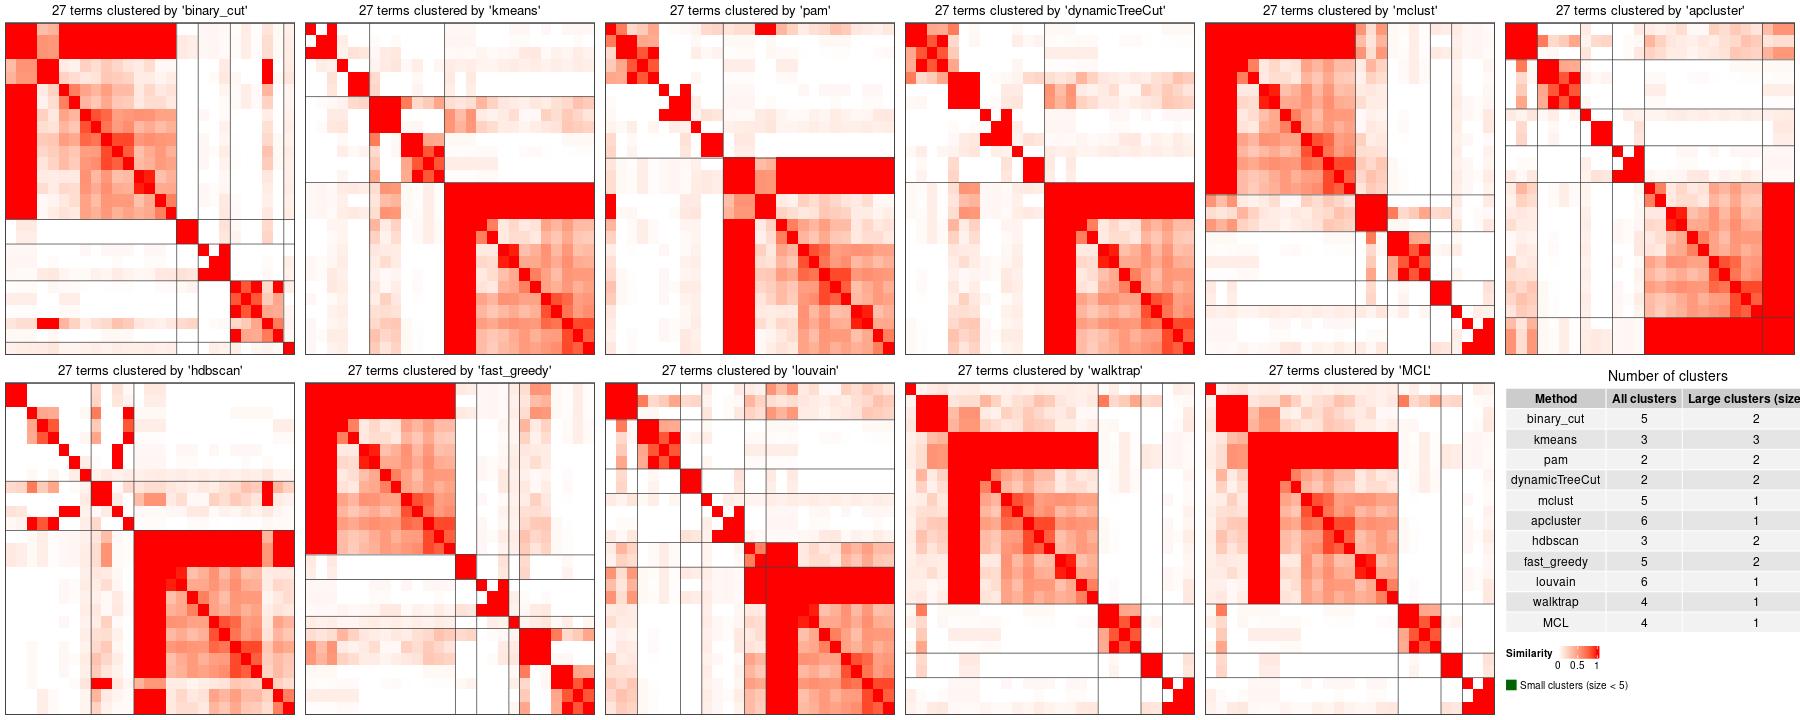 27 terms clustered by 'binary_cut'
27 terms clustered by 'kmeans'
27 terms clustered by 'pam'
27 terms clustered by 'dynamicTreeCut'
27 terms clustered by 'mclust'
27 terms clustered by 'apcluster'
27 terms clustered by 'hdbscan'
27 terms clustered by 'fast_greedy'
27 terms clustered by 'louvain'
27 terms clustered by 'walktrap'
27 terms clustered by 'MCL'
Number of clusters
Method All clusters Large clusters (size
binary_cut 5 2
kmeans 3 3
pam 2 2
dynamicTreeCut 2 2
mclust 5 1
apcluster 6 1
hdbscan 3 2
fast_greedy 5 2
louvain 6 1
walktrap 4 1
MCL 4 1
Similarity
0 0.5 1
Small clusters (size < 5)